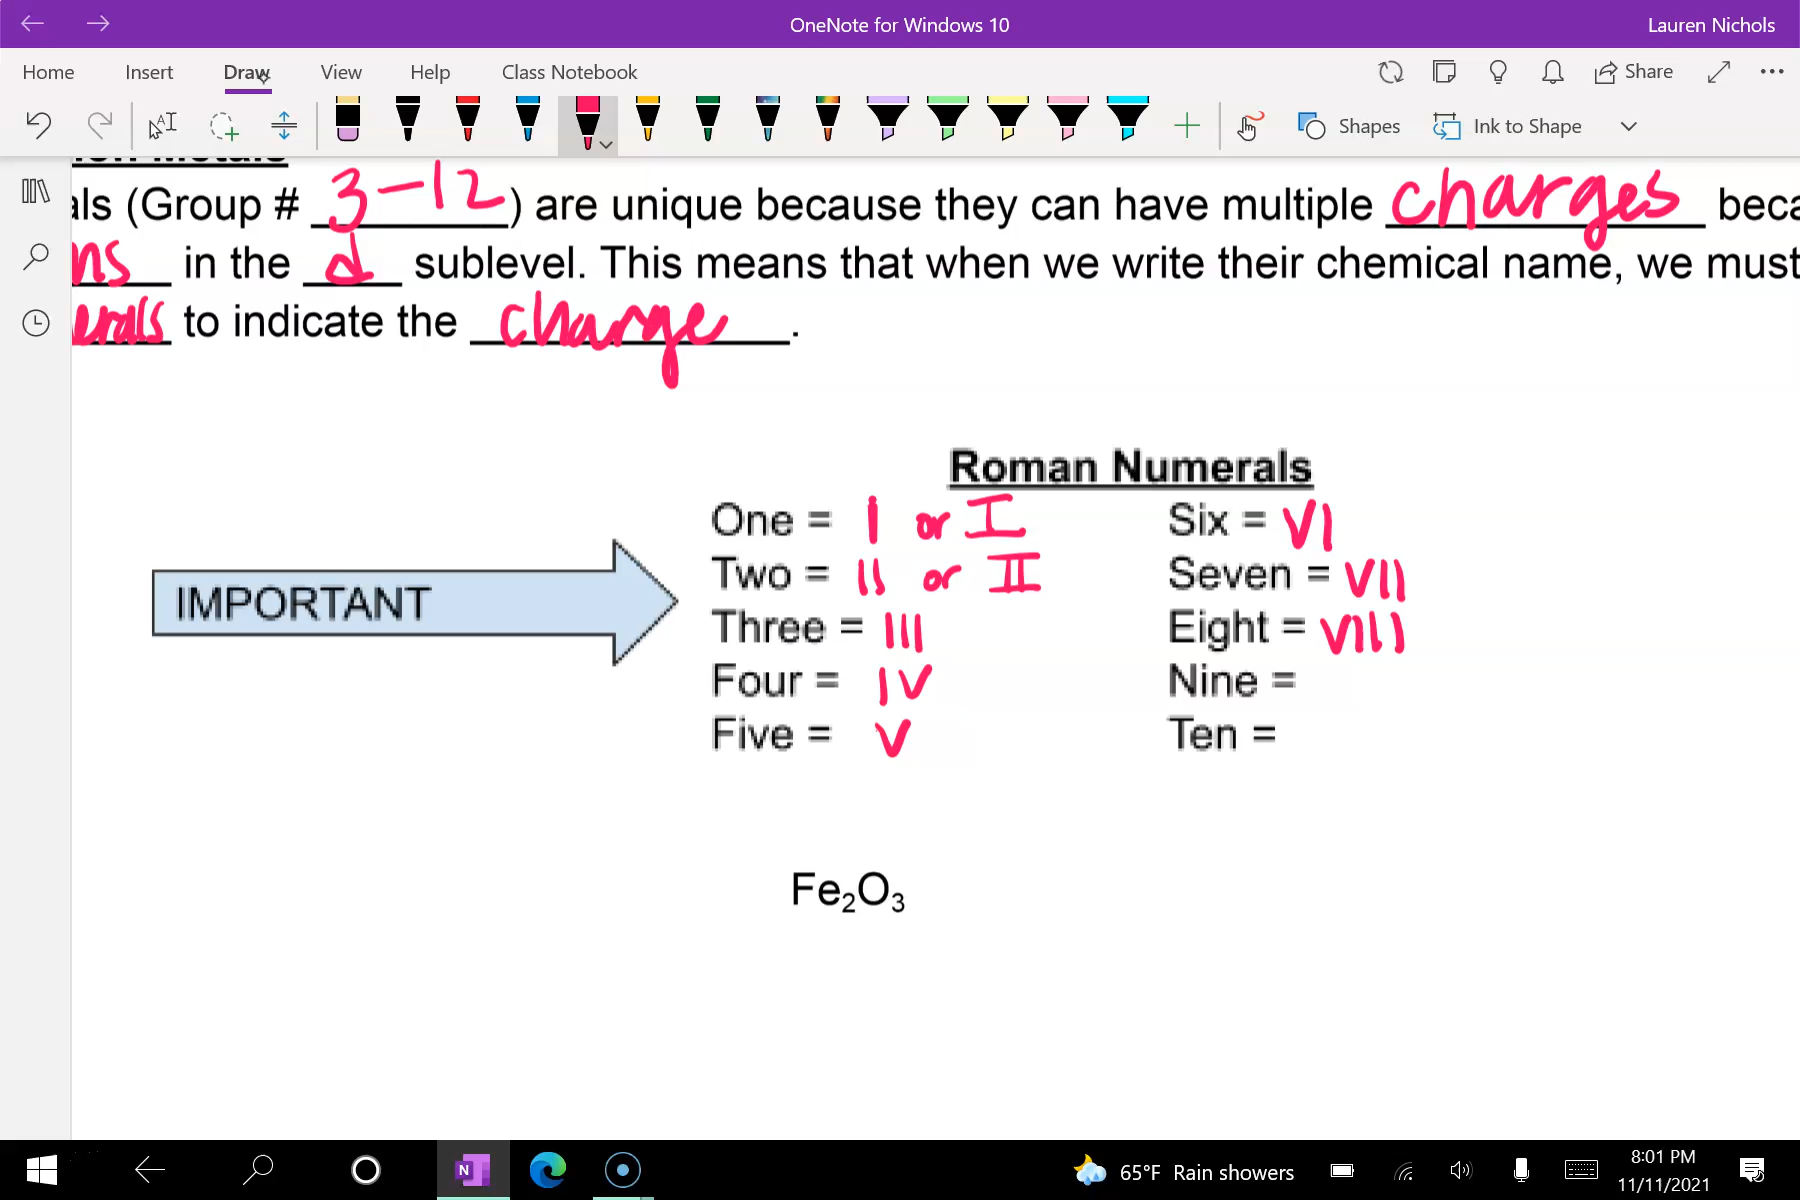 OneNote for Windows 10
Lauren Nichols
Home Insert Draw View Help Class Notebook Share
Shapes Ink to Shape
ion Metals
als (Group # 3-12) are unique because they can have multiple charges beca
ns in the d sublevel. This means that when we write their chemical name, we must
erals to indicate the charge.
Roman Numerals
IMPORTANT
One = I or I
Two = II or II
Three = III
Four = IV
Five = V
Six = VI
Seven = VII
Eight = VIII
Nine =
Ten =
Fe₂O₃
65°F Rain showers
8:01 PM
11/11/2021